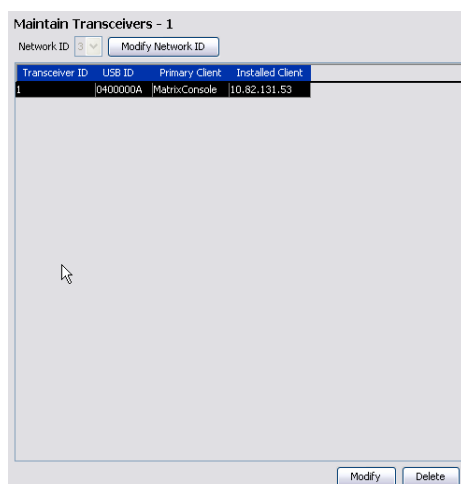 Maintain Transceivers - 1
Network ID 3 Modify Network ID
Transceiver ID USB ID Primary Client Installed Client
1 0400000A MatrixConsole 10.82.131.53
Modify Delete